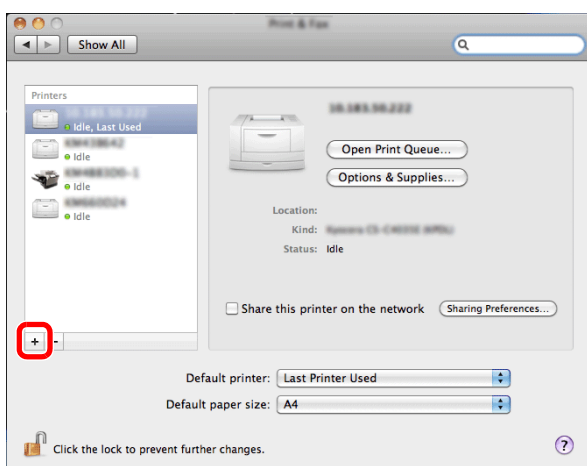 Print & Fax
Show All
Printers
Idle, Last Used
Idle
Idle
Idle
Open Print Queue...
Options & Supplies...
Location:
Kind:
Status: Idle
Share this printer on the network Sharing Preferences...
+ -
Default printer: Last Printer Used
Default paper size: A4
Click the lock to prevent further changes. ?